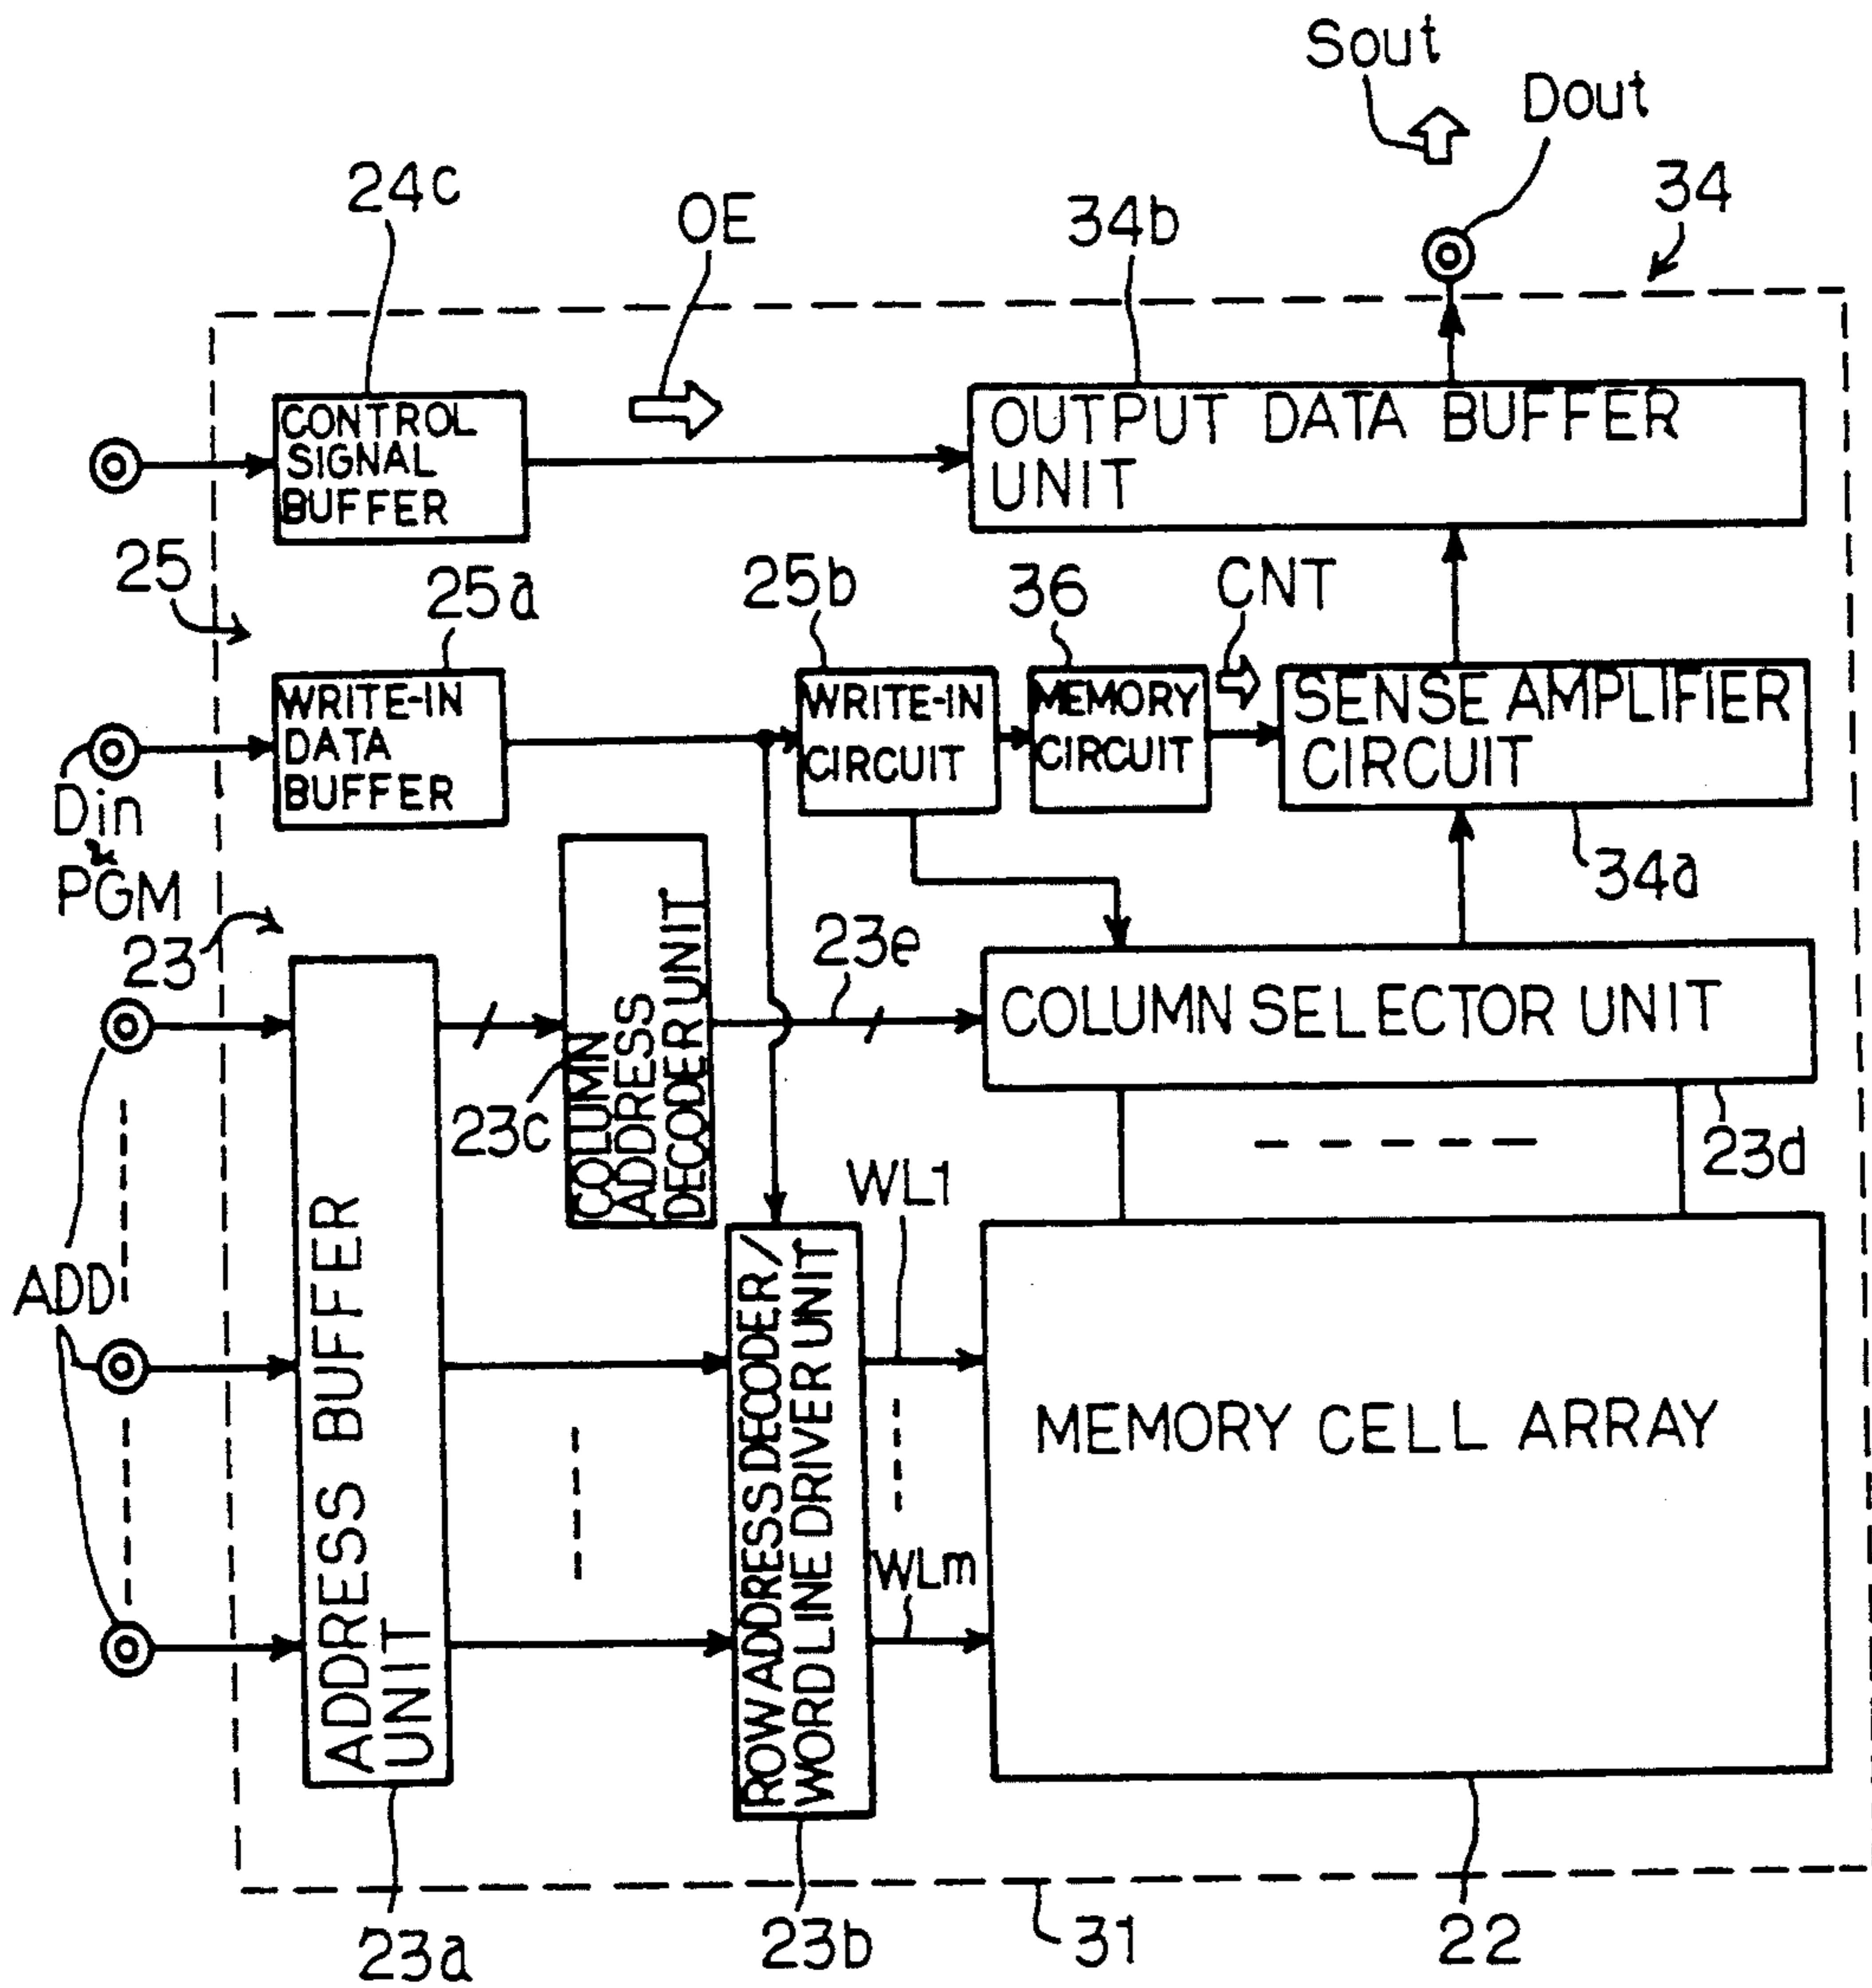 Sout
Dout
24c
OE
34b
34
CONTROL
SIGNAL
BUFFER
OUTPUT DATA BUFFER
UNIT
25
25a
25b
36
CNT
WRITE-IN
DATA
BUFFER
WRITE-IN
CIRCUIT
MEMORY
CIRCUIT
SENSE AMPLIFIER
CIRCUIT
Din
&
PGM
34a
23
23e
COLUMN
ADDRESS
DECODER UNIT
COLUMN SELECTOR UNIT
23c
23d
ADD
WL1
ADDRESS BUFFER
UNIT
ROW ADDRESS DECODER/
WORD LINE DRIVER UNIT
MEMORY CELL ARRAY
WLm
23a
23b
31
22